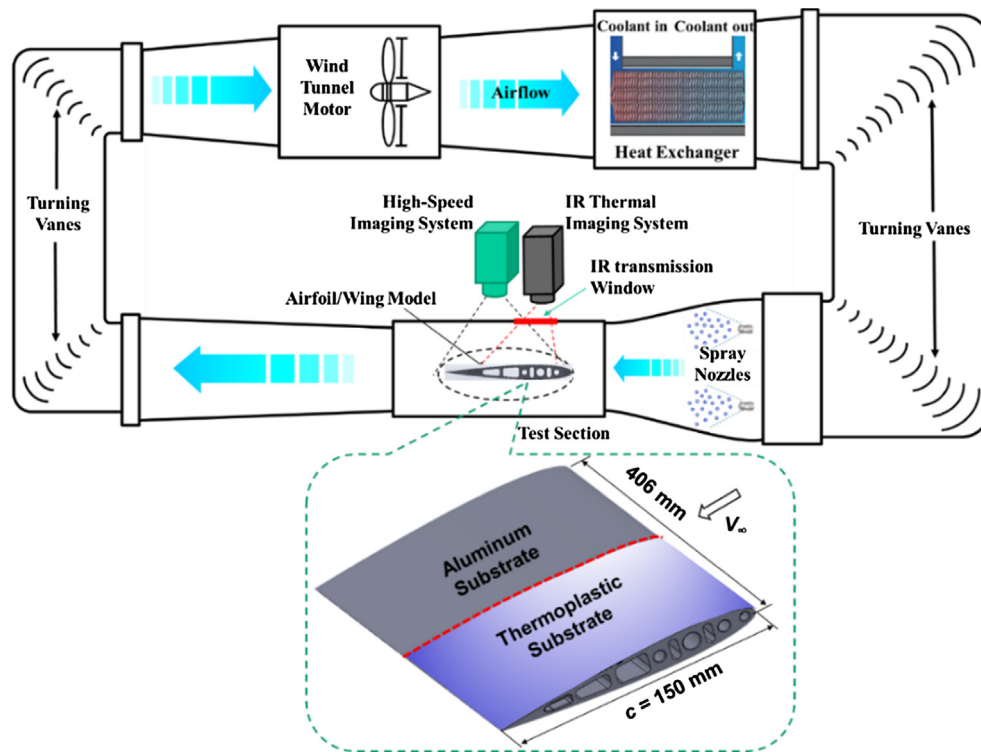 Coolant in Coolant out
Wind
Tunnel
Motor
Airflow
Heat Exchanger
Turning
Vanes
High-Speed
Imaging System
IR Thermal
Imaging System
Turning Vanes
IR transmission
Window
Airfoil/Wing Model
Spray
Nozzles
Test Section
406 mm
V∞
Aluminum
Substrate
Thermoplastic
Substrate
c = 150 mm